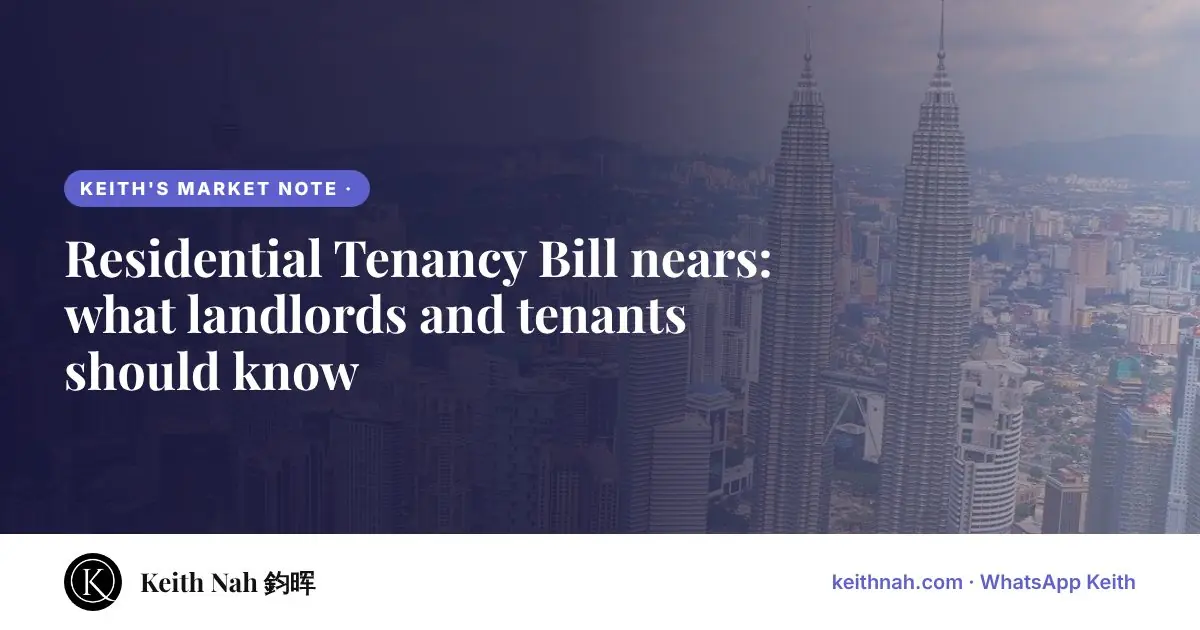 KEITH'S MARKET NOTE ·
Residential Tenancy Bill nears:
what landlords and tenants
should know
K
Keith Nah 鈞晖
keithnah.com · WhatsApp Keith